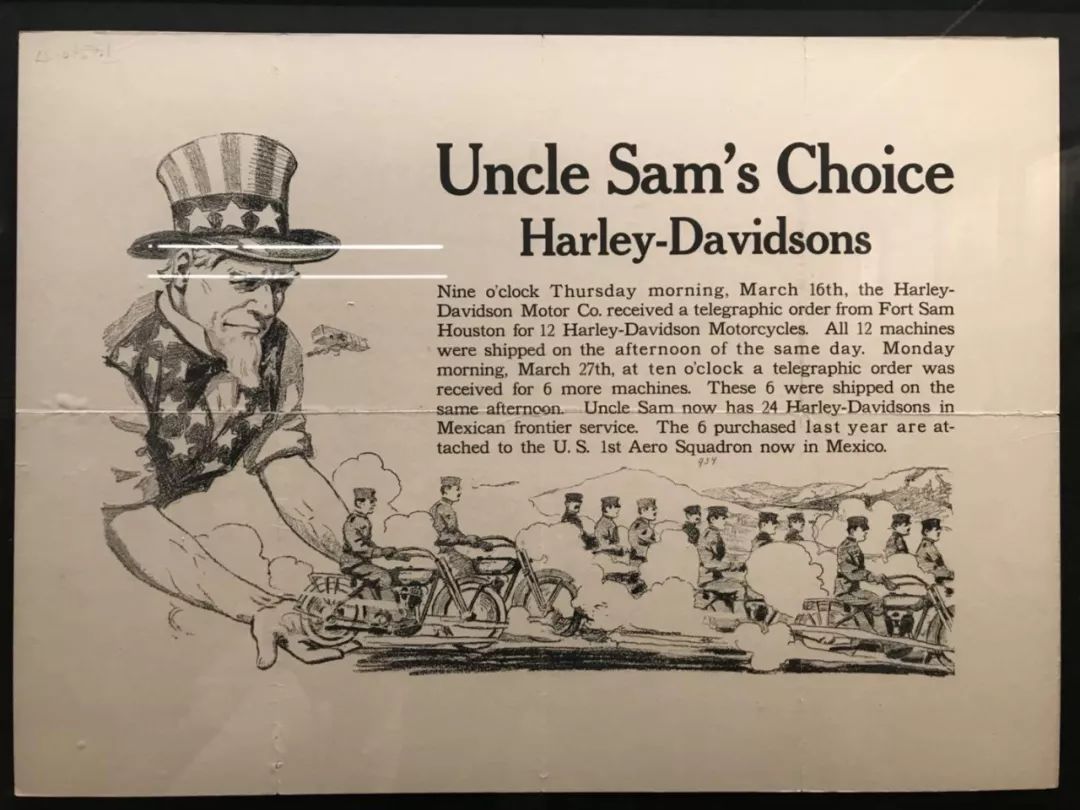 Uncle Sam's Choice
Harley-Davidsons
Nine o'clock Thursday morning, March 16th, the Harley-
Davidson Motor Co. received a telegraphic order from Fort Sam
Houston for 12 Harley-Davidson Motorcycles. All 12 machines
were shipped on the afternoon of the same day. Monday
morning, March 27th, at ten o'clock a telegraphic order was
received for 6 more machines. These 6 were shipped on the
same afternoon. Uncle Sam now has 24 Harley-Davidsons in
Mexican frontier service. The 6 purchased last year are at-
tached to the U. S. 1st Aero Squadron now in Mexico.